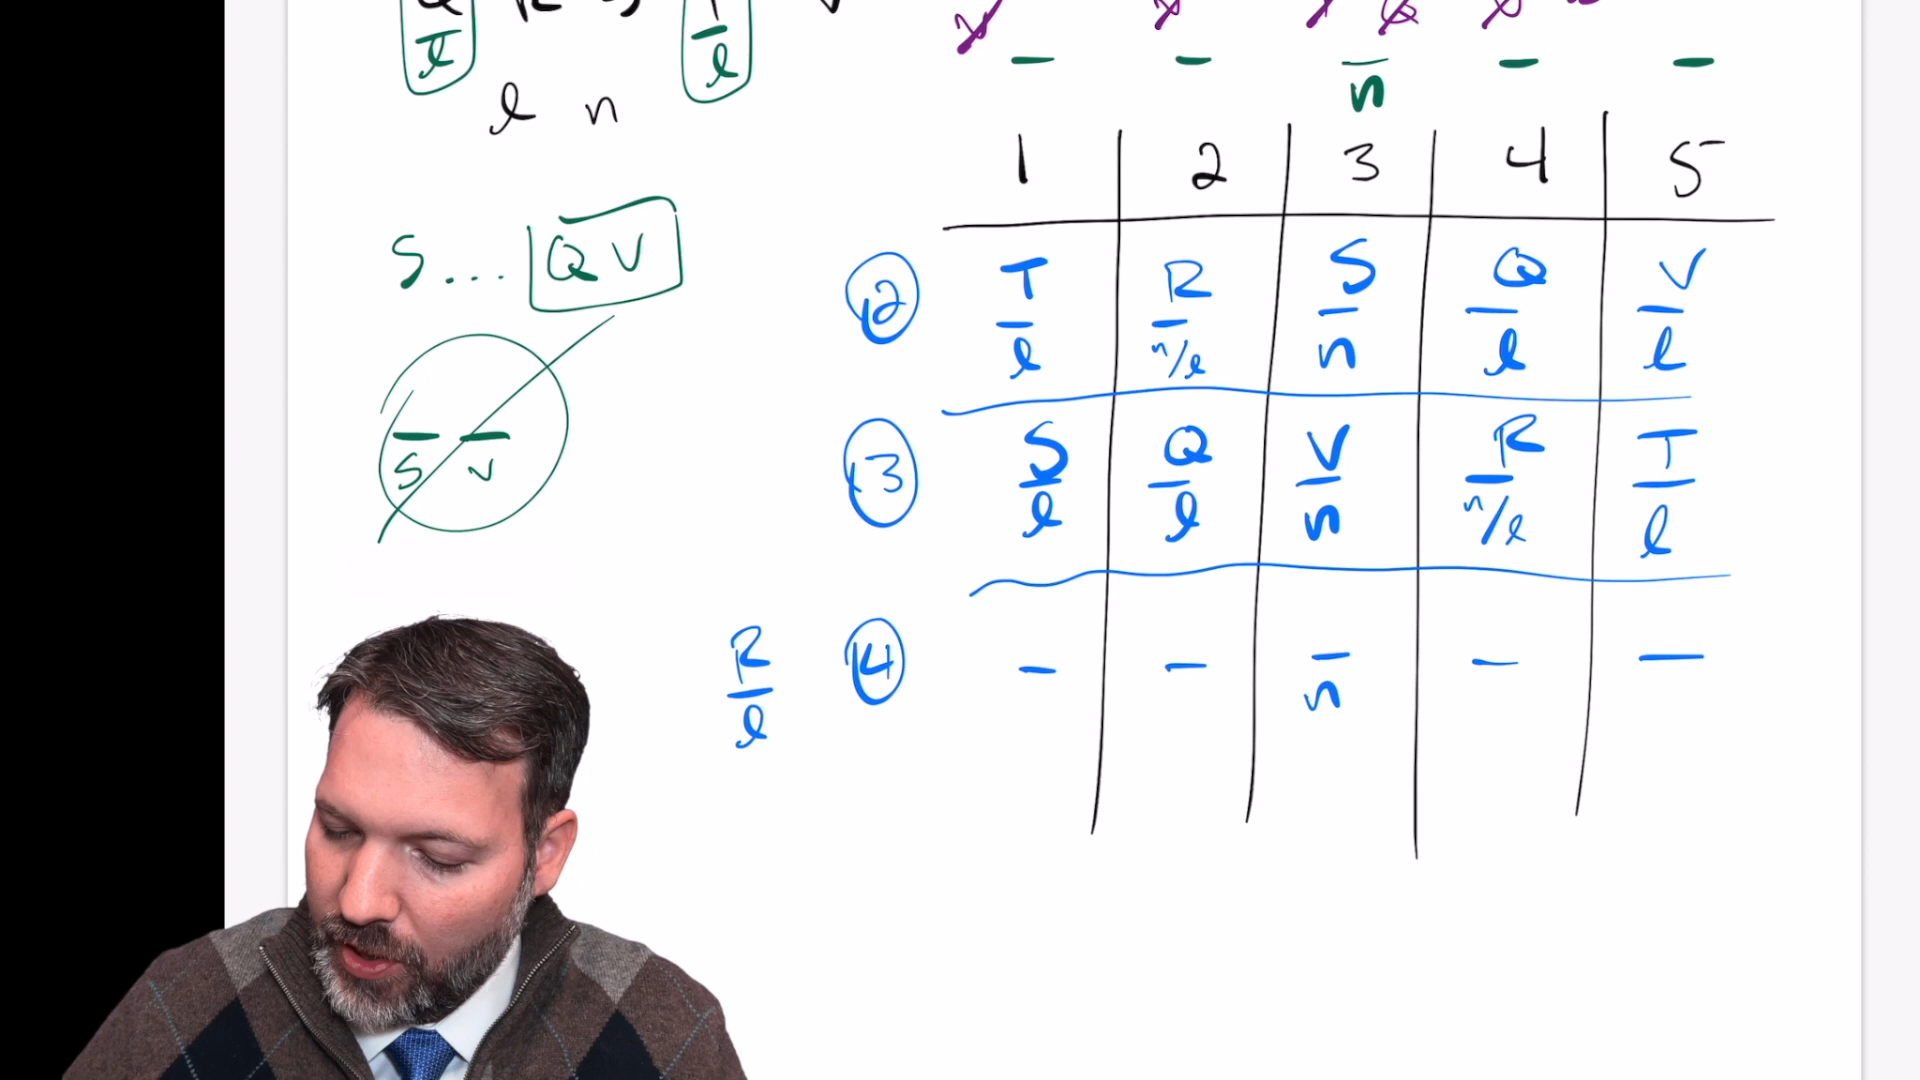 l l
n
l n
1 2 3 4 5
S... QV
12 T R S Q V
l n/l n l l
S V
13 S Q V R T
l l n n/l l
R 14
l n